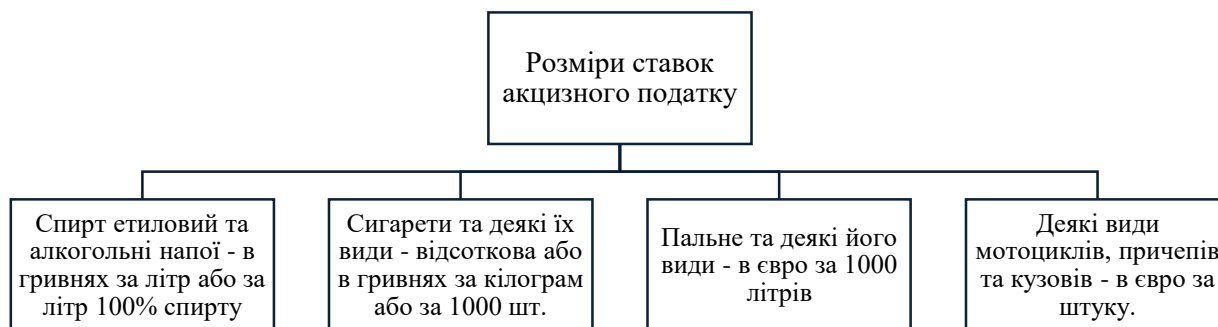 Розміри ставок
акцизного податку
Спирт етиловий та
алкогольні напої - в
гривнях за літр або за
літр 100% спирту
Сигарети та деякі їх
види - відсоткова або
в гривнях за кілограм
або за 1000 шт.
Пальне та деякі його
види - в євро за 1000
літрів
Деякі види
мотоциклів, причепів
та кузовів - в євро за
штуку.